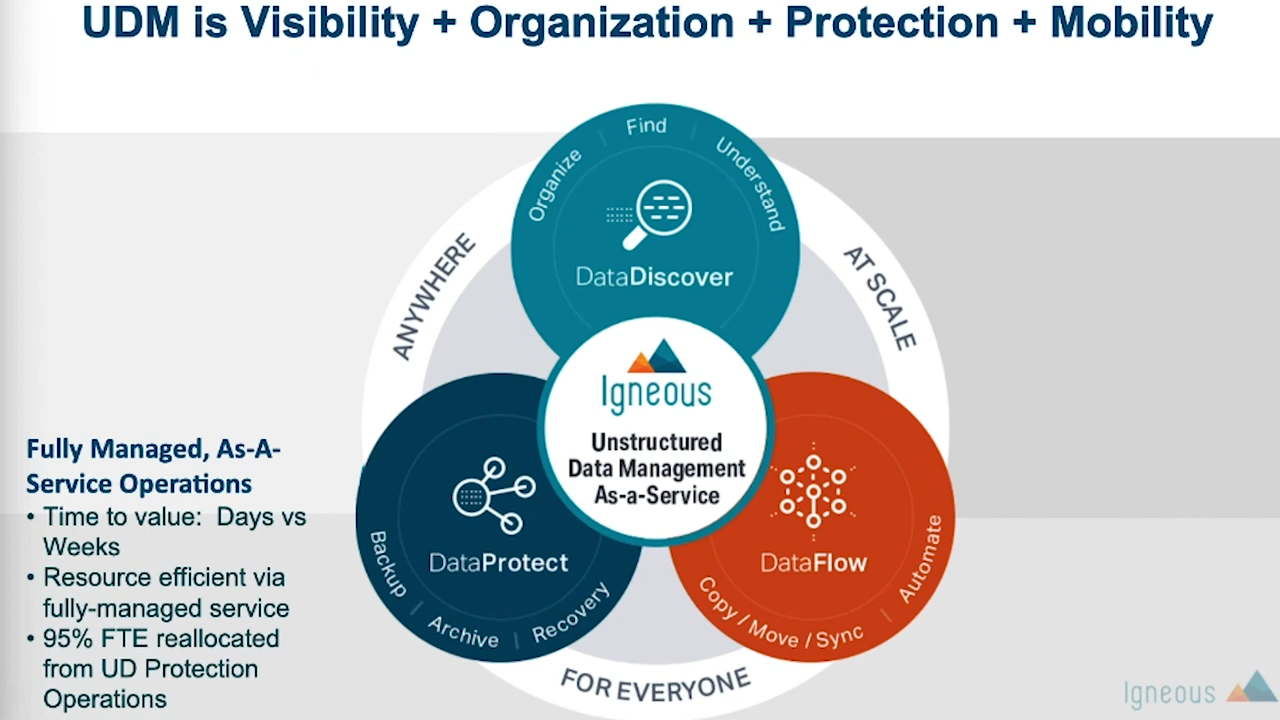 UDM is Visibility + Organization + Protection + Mobility
Organize | Find | Understand
DataDiscover
ANYWHERE
AT SCALE
Igneous
Unstructured
Data Management
As-a-Service
Fully Managed, As-A-
Service Operations
• Time to value: Days vs
Weeks
• Resource efficient via
fully-managed service
• 95% FTE reallocated
from UD Protection
Operations
DataProtect
Backup | Archive | Recovery
DataFlow
Copy / Move / Sync | Automate
FOR EVERYONE
Igneous